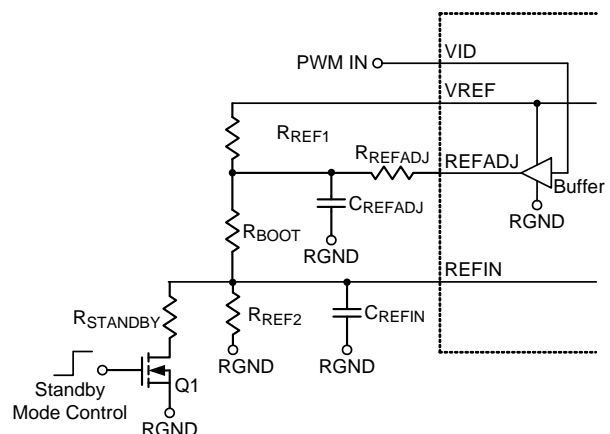 PWM IN
VID
VREF
RREF1
RREFADJ
REFADJ
Buffer
CREFADJ
RGND
RGND
RBOOT
REFIN
RSTANDBY
RREF2
CREFIN
RGND
RGND
Q1
Standby
Mode Control
RGND